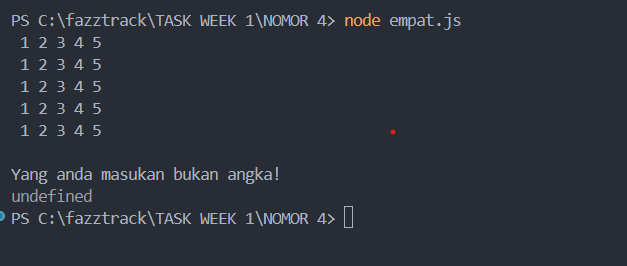 PS C:\fazztrack\TASK WEEK 1\NOMOR 4> node empat.js
1 2 3 4 5
1 2 3 4 5
1 2 3 4 5
1 2 3 4 5
1 2 3 4 5
Yang anda masukan bukan angka!
undefined
PS C:\fazztrack\TASK WEEK 1\NOMOR 4>